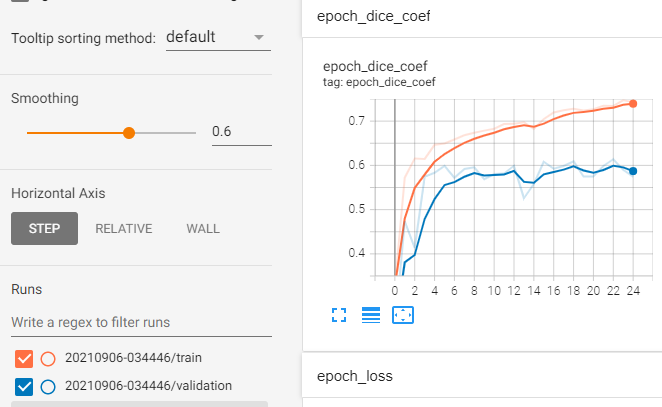 epoch_dice_coef
Tooltip sorting method: default
Smoothing
0.6
Horizontal Axis
STEP RELATIVE WALL
Runs
Write a regex to filter runs
20210906-034446/train
20210906-034446/validation
epoch_dice_coef
tag: epoch_dice_coef
0.7
0.6
0.5
0.4
0 2 4 6 8 10 12 14 16 18 20 22 24
epoch_loss